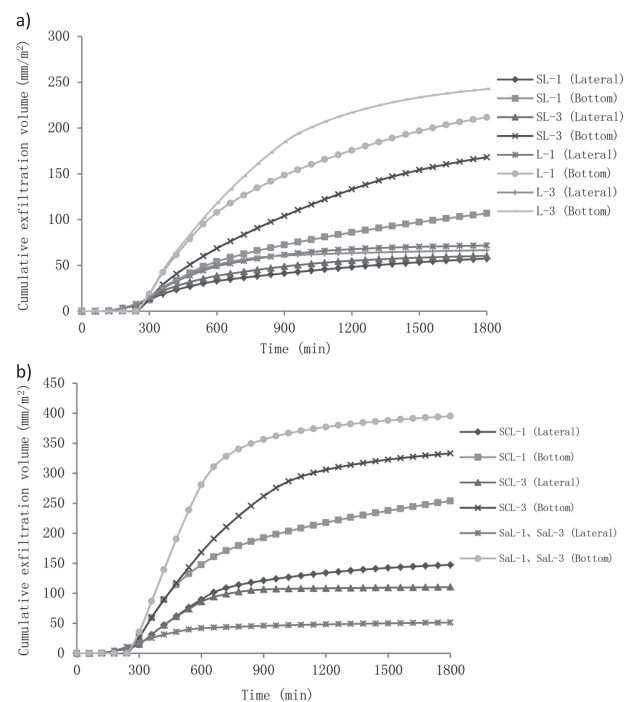 a)
Cumulative exfiltration volume (mm/m²)
300
250
200
150
100
50
0
0 300 600 900 1200 1500 1800
Time (min)
SL-1 (Lateral)
SL-1 (Bottom)
SL-3 (Lateral)
SL-3 (Bottom)
L-1 (Lateral)
L-1 (Bottom)
L-3 (Lateral)
L-3 (Bottom)
b)
Cumulative exfiltration volume (mm/m²)
450
400
350
300
250
200
150
100
50
0
0 300 600 900 1200 1500 1800
Time (min)
SCL-1 (Lateral)
SCL-1 (Bottom)
SCL-3 (Lateral)
SCL-3 (Bottom)
SaL-1、SaL-3 (Lateral)
SaL-1、SaL-3 (Bottom)